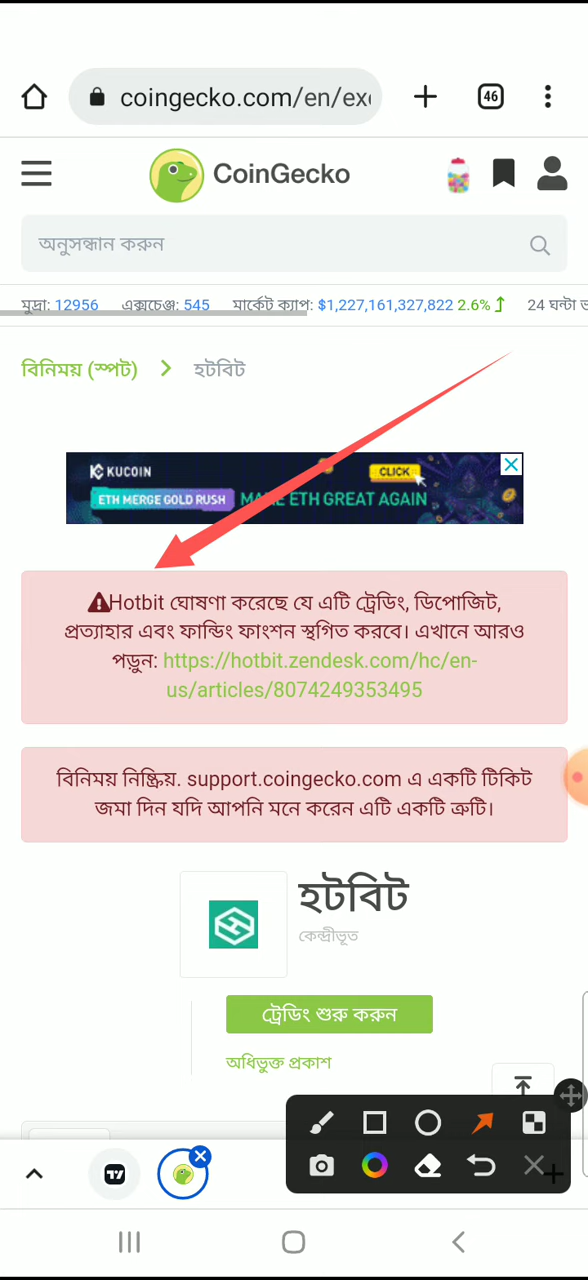 coingecko.com/en/ex
46
CoinGecko
অনুসন্ধান করুন
মুদ্রা: 12956 এক্সচেঞ্জ: 545 মার্কেট ক্যাপ: $1,227,161,327,822 2.6% 24 ঘন্টা
বিনিময় (স্পট) > হটবিট
KUCOIN
CLICK
ETH MERGE GOLD RUSH MAKE ETH GREAT AGAIN
Hotbit ঘোষণা করেছে যে এটি ট্রেডিং, ডিপোজিট,
প্রত্যাহার এবং ফান্ডিং ফাংশন স্থগিত করবে। এখানে আরও
পড়ুন: https://hotbit.zendesk.com/hc/en-
us/articles/8074249353495
বিনিময় নিষ্ক্রিয়. support.coingecko.com এ একটি টিকিট
জমা দিন যদি আপনি মনে করেন এটি একটি ত্রুটি।
হটবিট
কেন্দ্রীভূত
ট্রেডিং শুরু করুন
অধিভুক্ত প্রকাশ